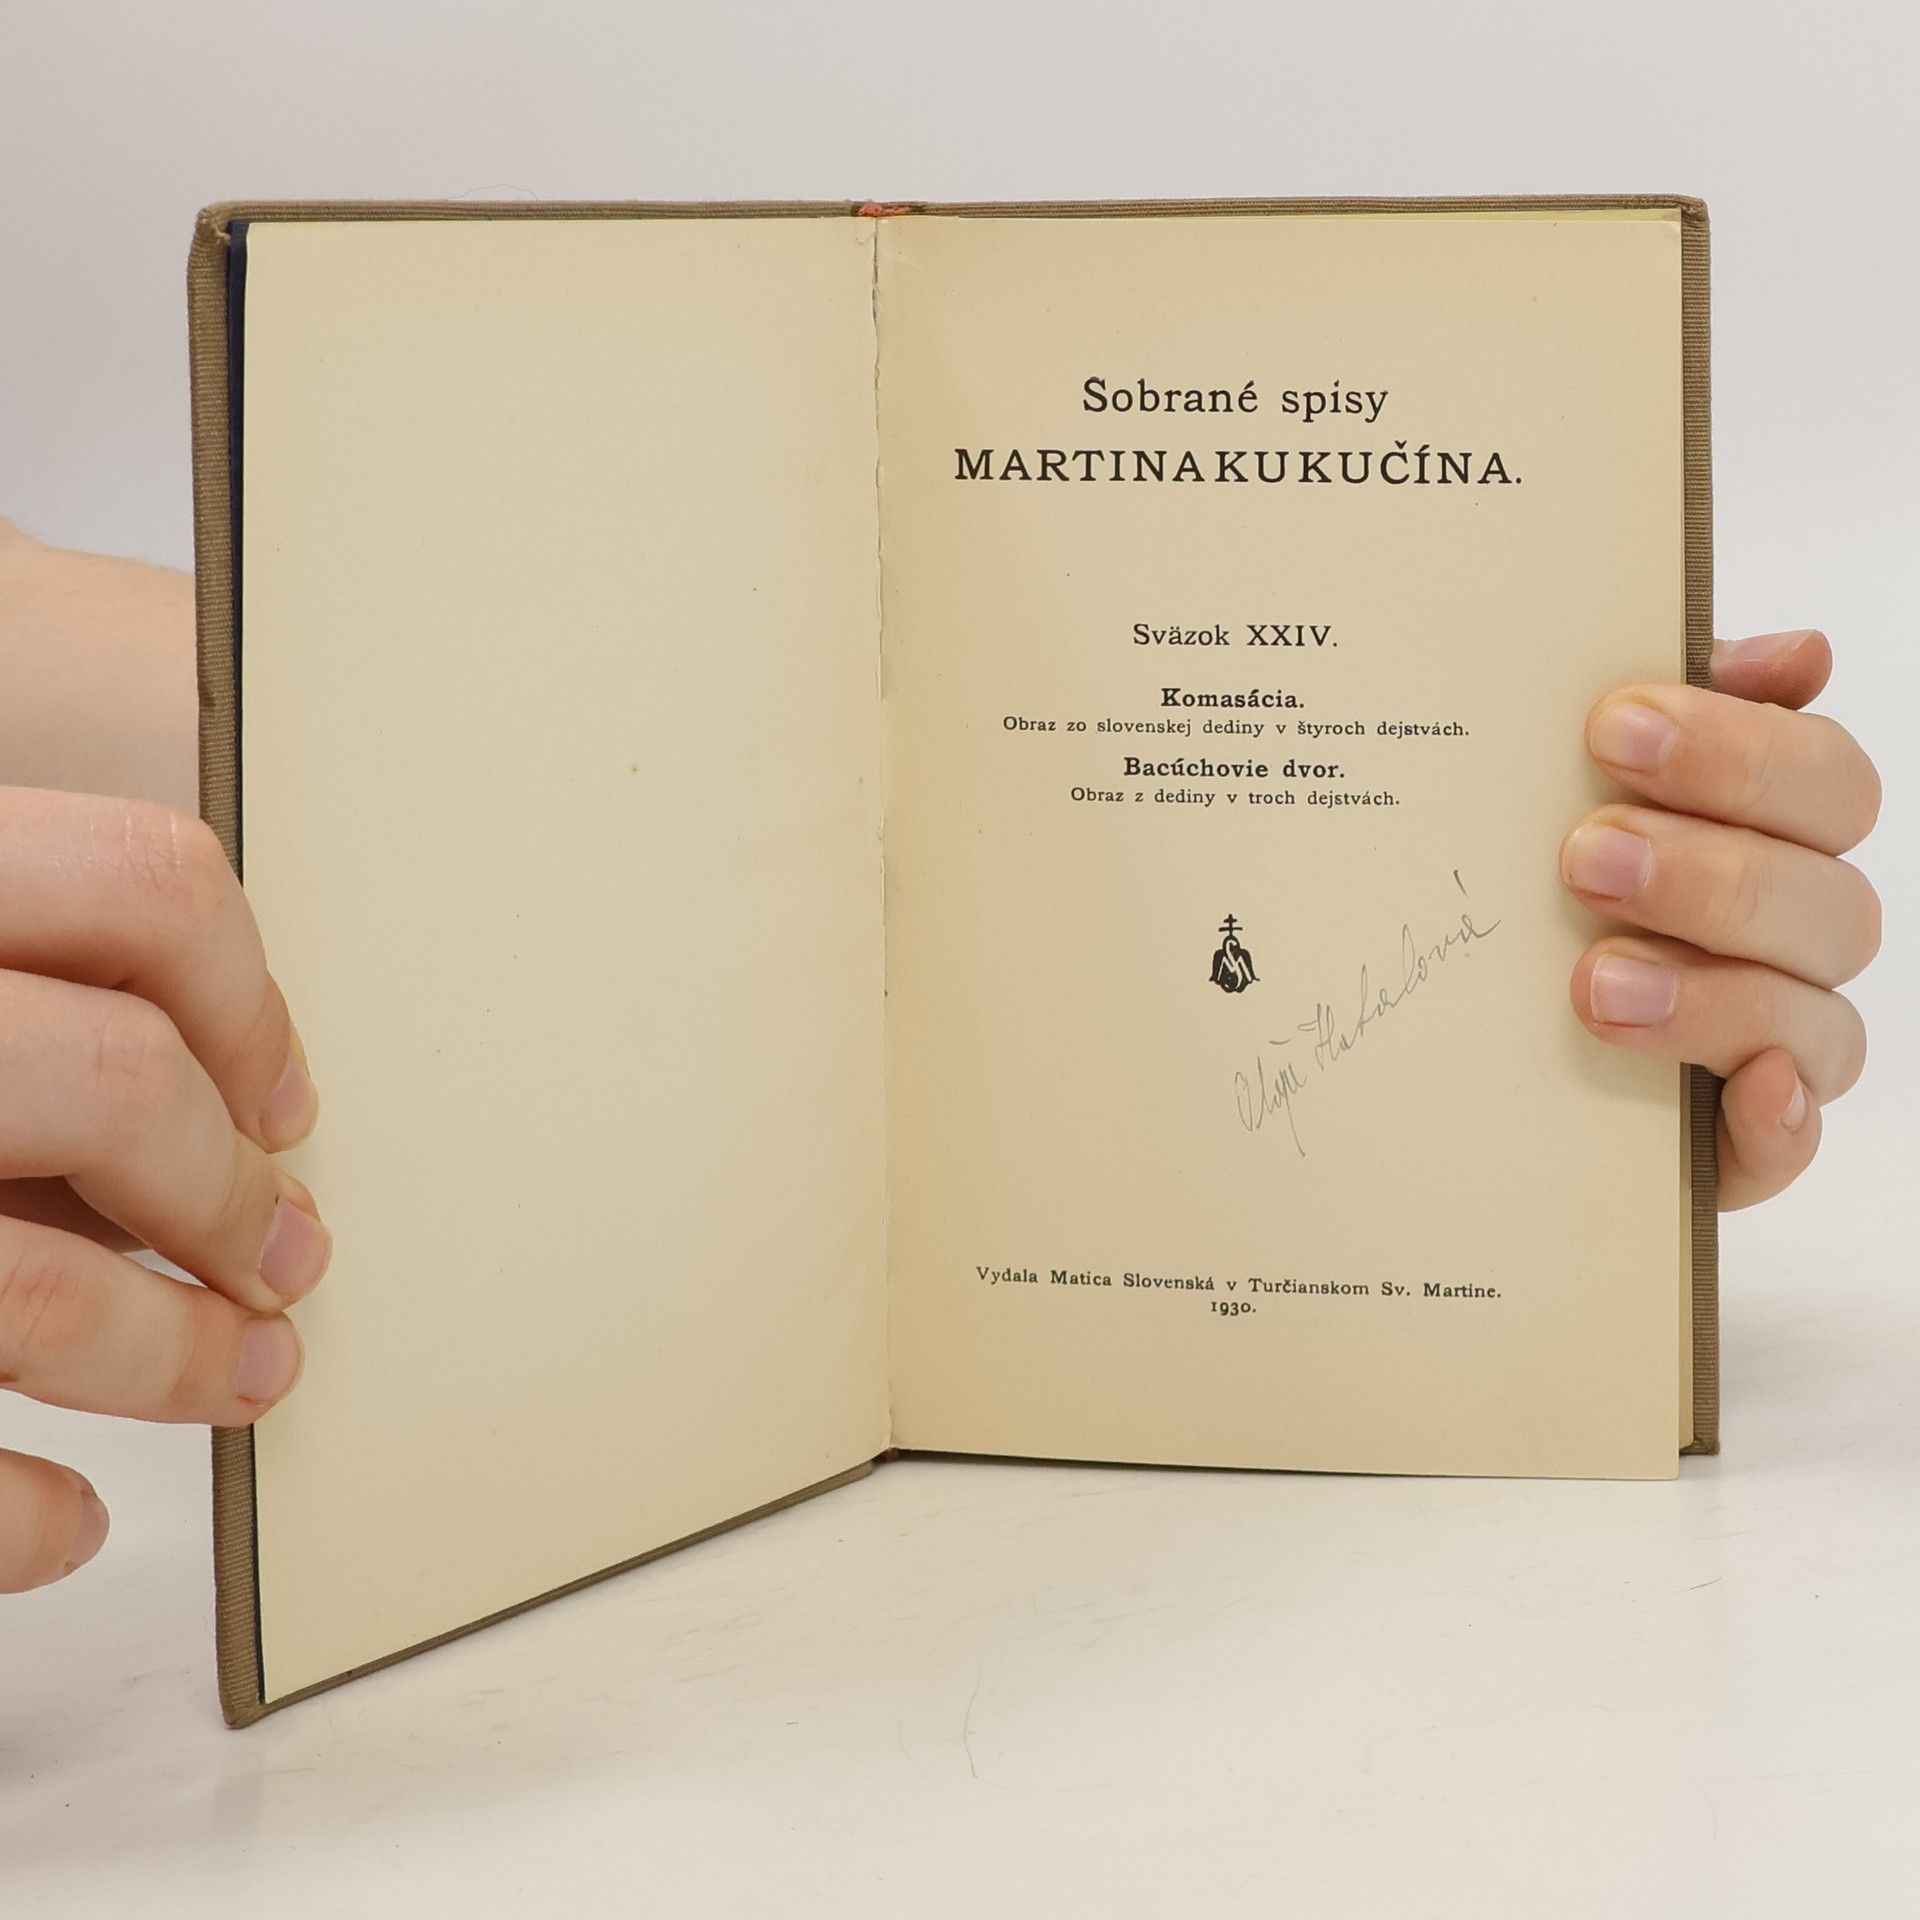 Sobrané spisy
MARTINA KUKUČÍNA.
Sväzok XXIV.
Komasácia.
Obraz zo slovenskej dediny v štyroch dejstvách.
Bacúchovie dvor.
Obraz z dediny v troch dejstvách.
Vydala Matica Slovenská v Turčianskom Sv. Martine.
1930.